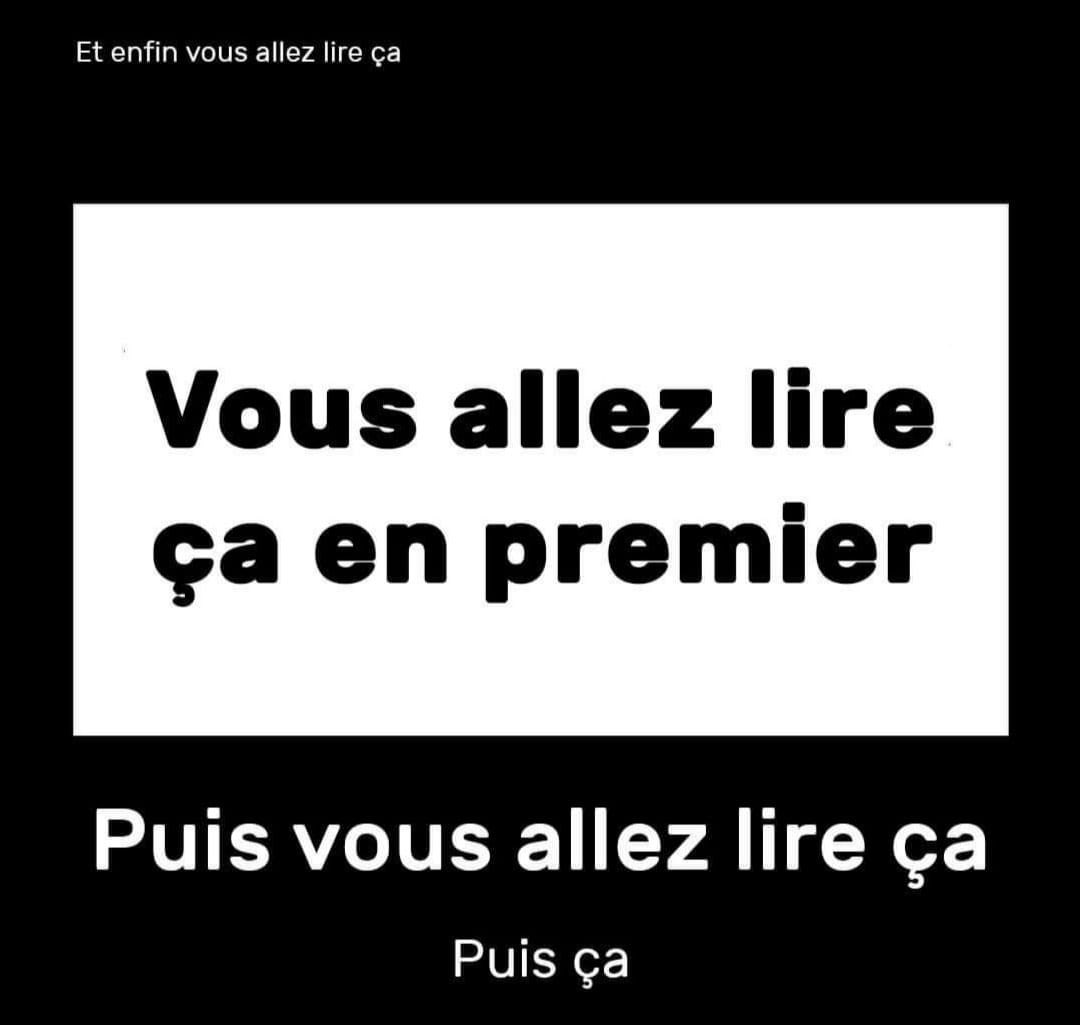 Et enfin vous allez lire ça
Vous allez lire
ça en premier
Puis vous allez lire ça
Puis ça